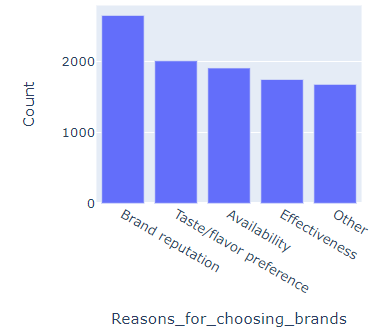 Count
2000
1000
0
Brand reputation
Taste/flavor preference
Availability
Effectiveness
Other
Reasons_for_choosing_brands